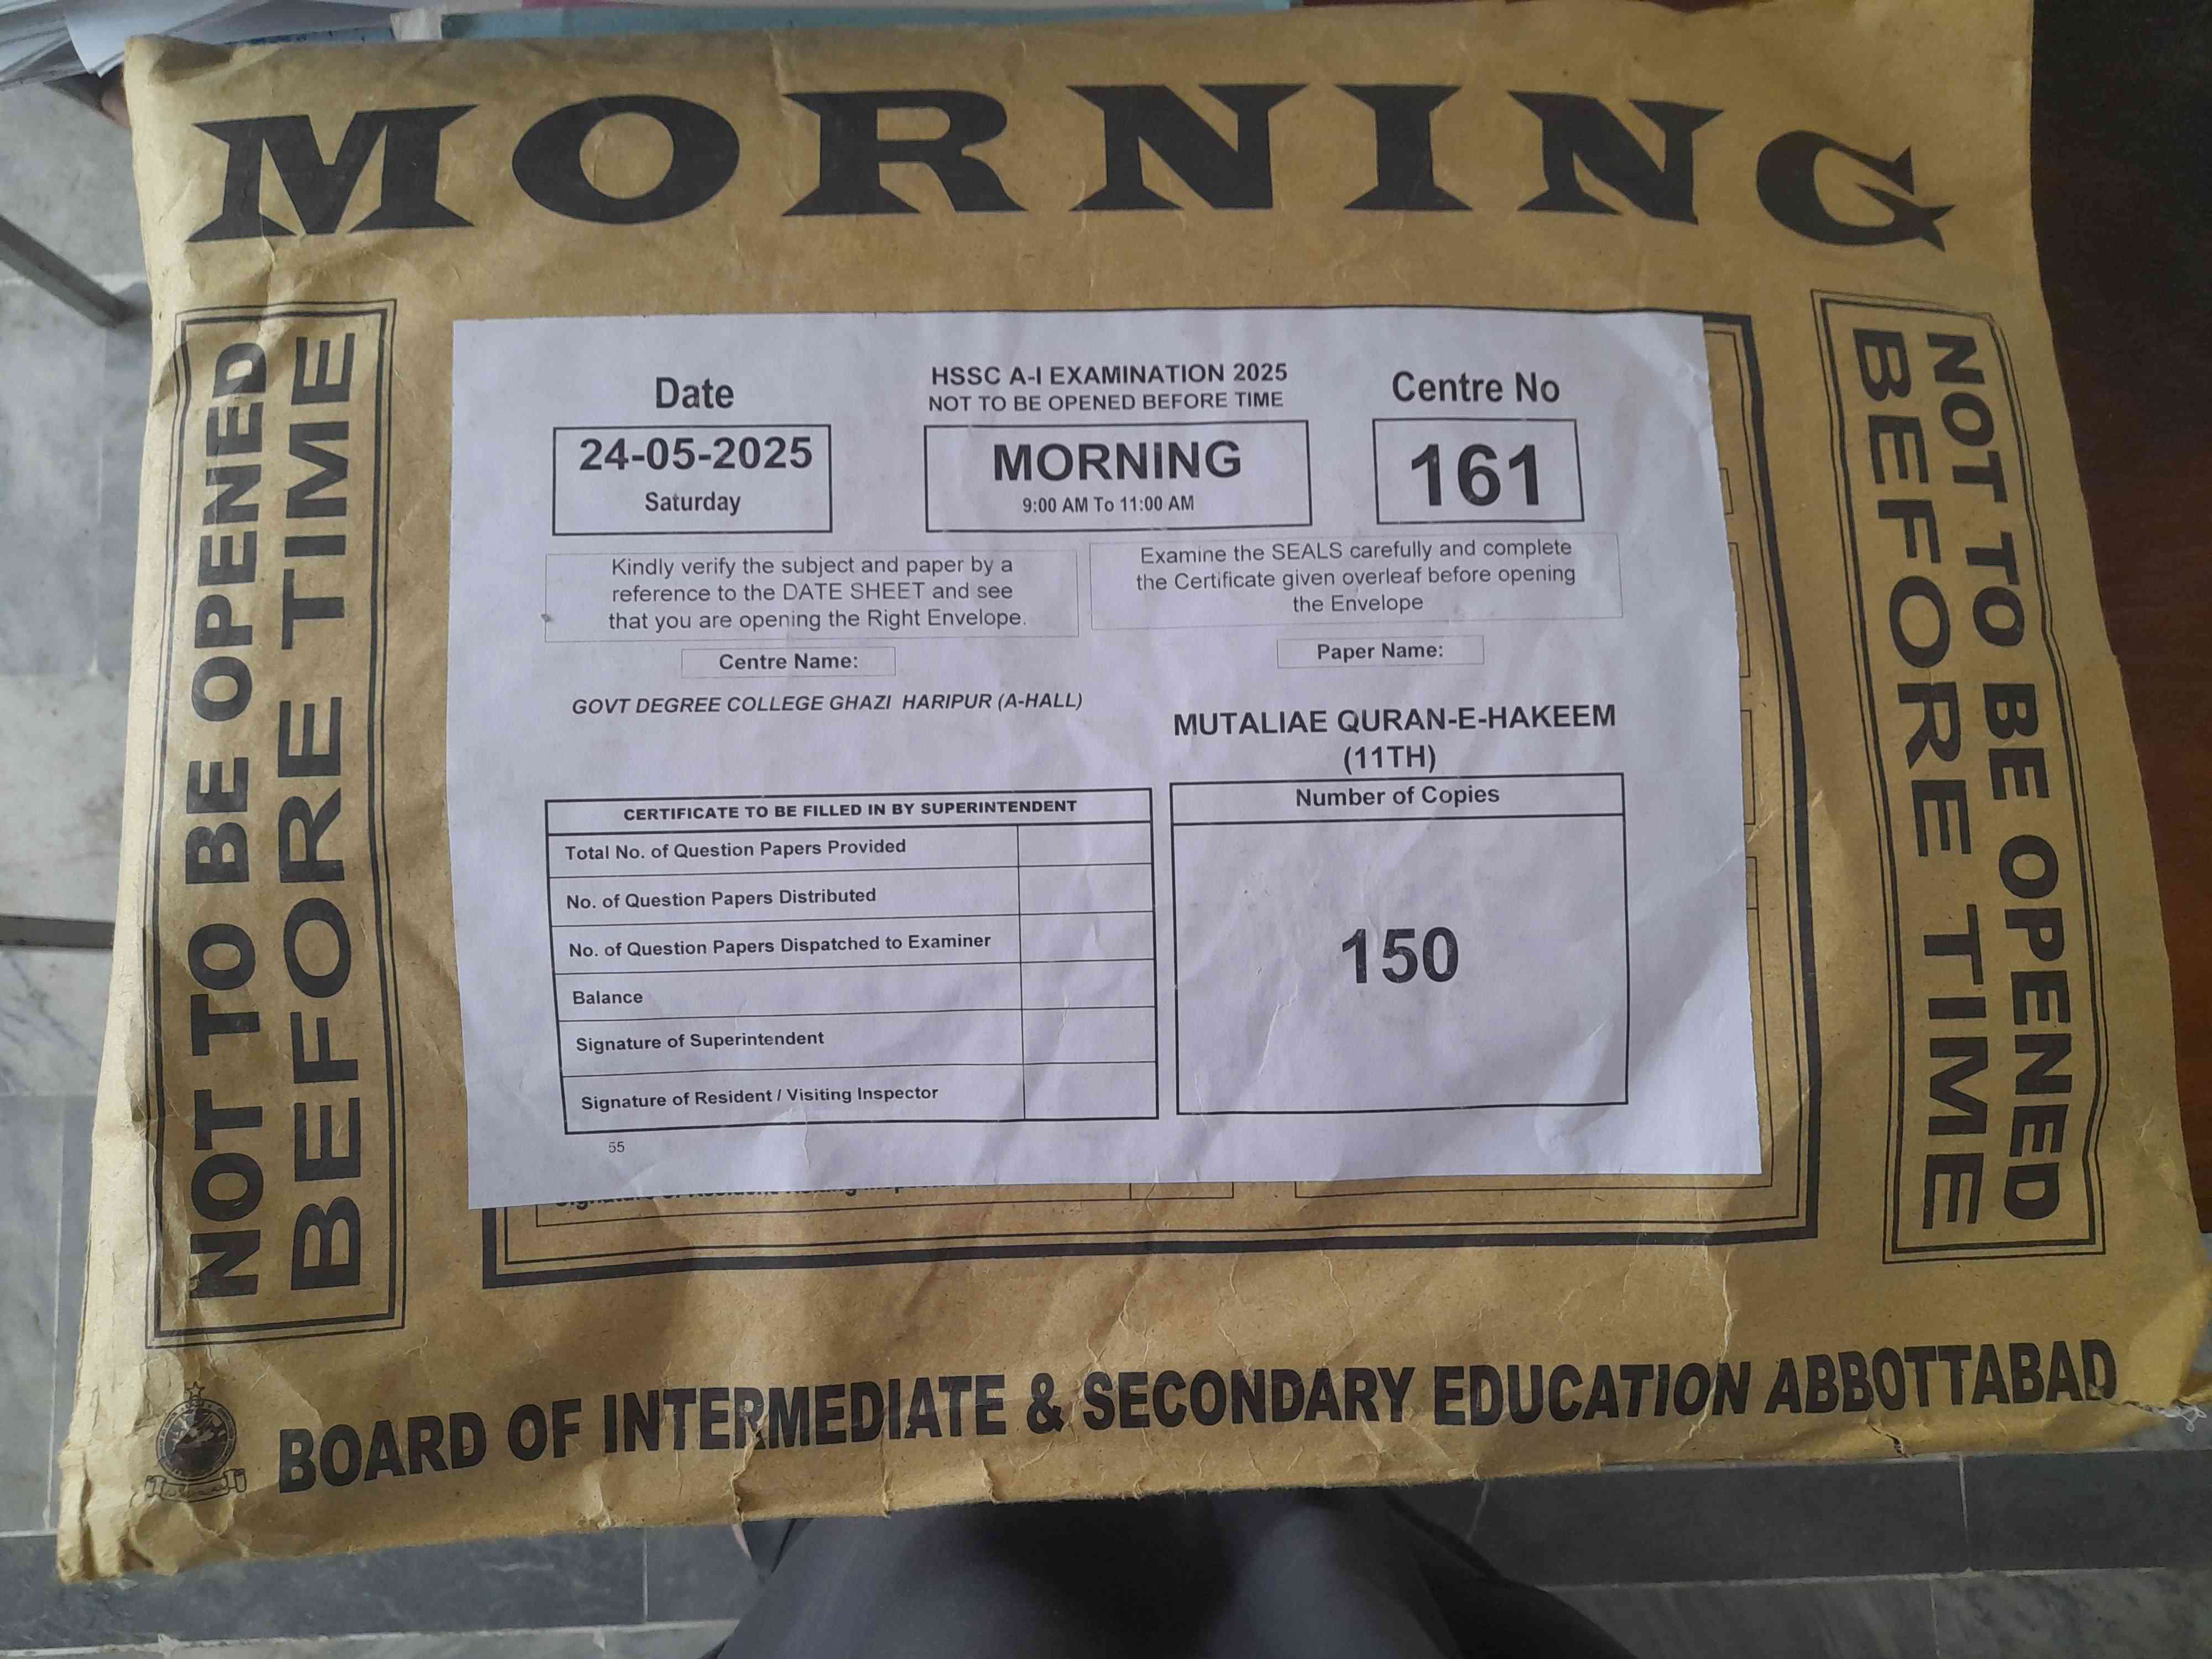 MORNING
NOT TO BE OPENED
BEFORE TIME
Date
24-05-2025
Saturday
HSSC A-I EXAMINATION 2025
NOT TO BE OPENED BEFORE TIME
MORNING
9:00 AM To 11:00 AM
Centre No
161
Kindly verify the subject and paper by a
reference to the DATE SHEET and see
that you are opening the Right Envelope.
Examine the SEALS carefully and complete
the Certificate given overleaf before opening
the Envelope
Centre Name:
GOVT DEGREE COLLEGE GHAZI HARIPUR (A-HALL)
Paper Name:
MUTALIAE QURAN-E-HAKEEM
(11TH)
CERTIFICATE TO BE FILLED IN BY SUPERINTENDENT
Total No. of Question Papers Provided
No. of Question Papers Distributed
No. of Question Papers Dispatched to Examiner
Balance
Signature of Superintendent
Signature of Resident / Visiting Inspector
Number of Copies
150
55
NOT TO BE OPENED
BEFORE TIME
BOARD OF INTERMEDIATE & SECONDARY EDUCATION ABBOTTABAD